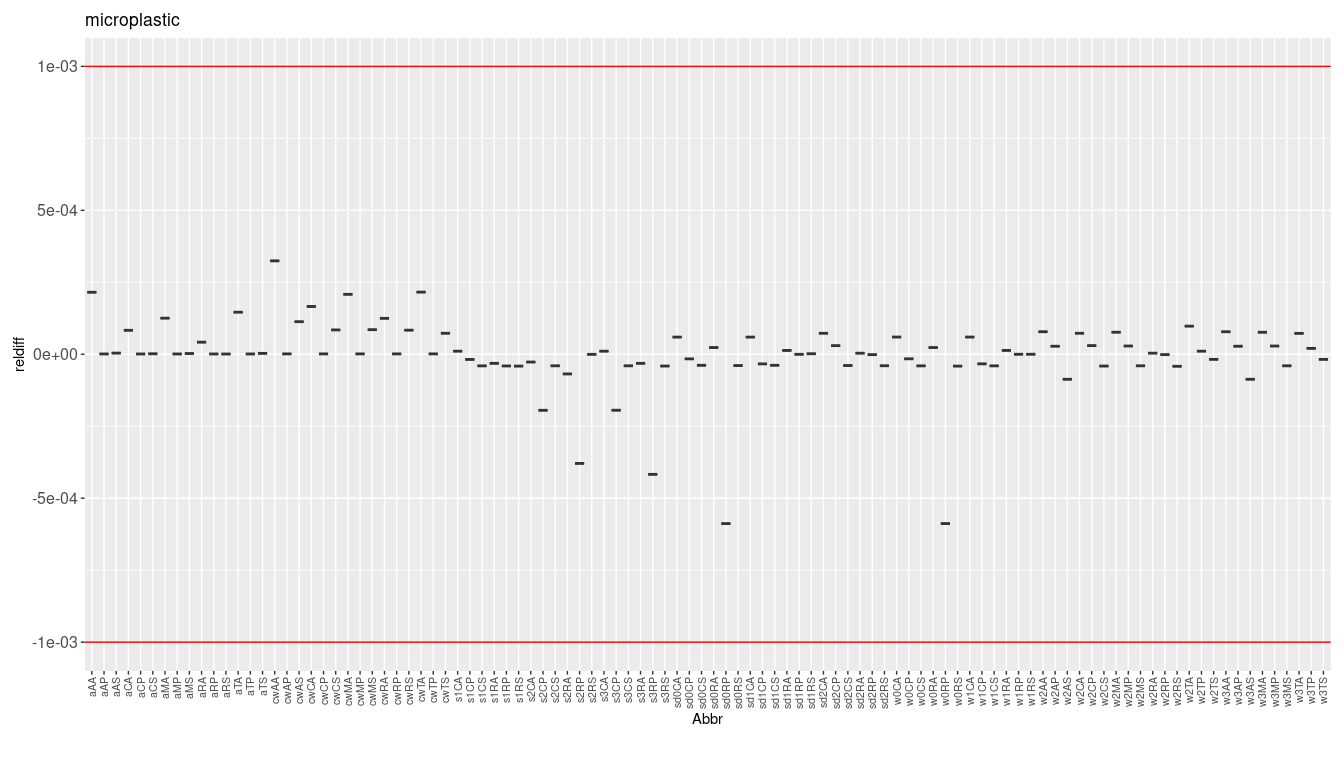 microplastic
1e-03
5e-04
0e+00
-5e-04
-1e-03
reldiff
aAA
aAP
aAS
aCA
aCP
aCS
aMA
aMP
aMS
aRA
aRP
aRS
aTA
aTP
aTS
cwAA
cwAP
cwAS
cwCA
cwCP
cwCS
cwMA
cwMP
cwMS
cwRA
cwRP
cwRS
cwTA
cwTP
cwTS
s1CA
s1CP
s1CS
s1RA
s1RP
s1RS
s2CA
s2CP
s2CS
s2RA
s2RP
s2RS
s3CA
s3CP
s3CS
s3RA
s3RP
s3RS
sd0CA
sd0CP
sd0CS
sd0RA
sd0RP
sd0RS
sd1CA
sd1CP
sd1CS
sd1RA
sd1RP
sd1RS
sd2CA
sd2CP
sd2CS
sd2RA
sd2RP
sd2RS
w0CA
w0CP
w0CS
w0RA
w0RP
w0RS
w1CA
w1CP
w1CS
w1RA
w1RP
w1RS
w2AA
w2AP
w2AS
w2CA
w2CP
w2CS
w2MA
w2MP
w2MS
w2RA
w2RP
w2RS
w2TA
w2TP
w2TS
w3AA
w3AP
w3AS
w3MA
w3MP
w3MS
w3TA
w3TP
w3TS
Abbr